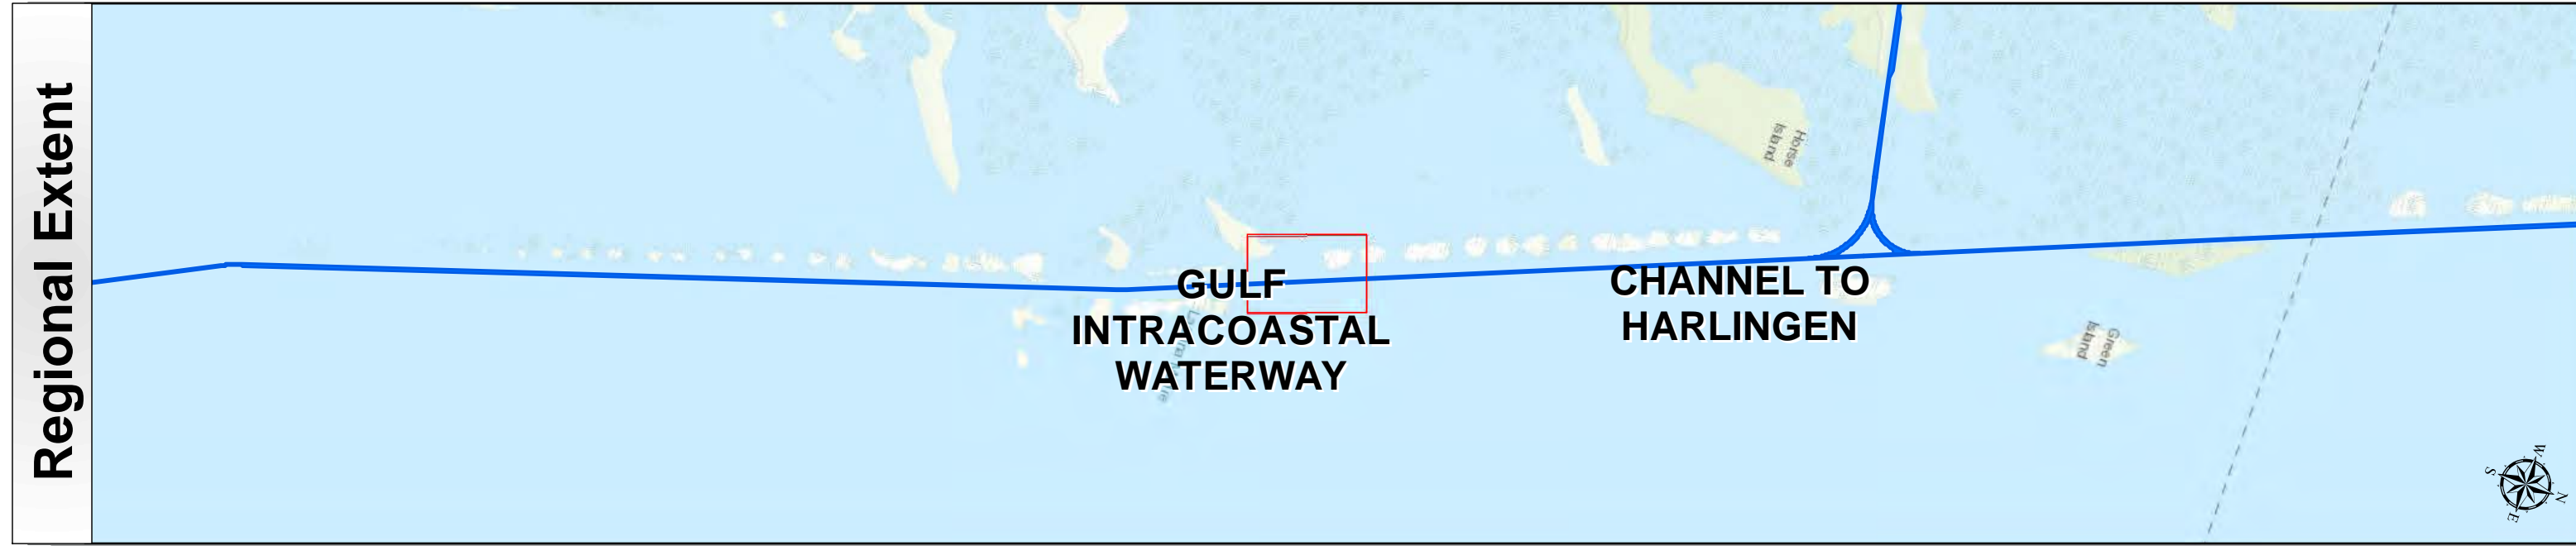 Regional Extent
Horse
Island
GULF
INTRACOASTAL
WATERWAY
CHANNEL TO
HARLINGEN
Green
Island
W
S
N
E